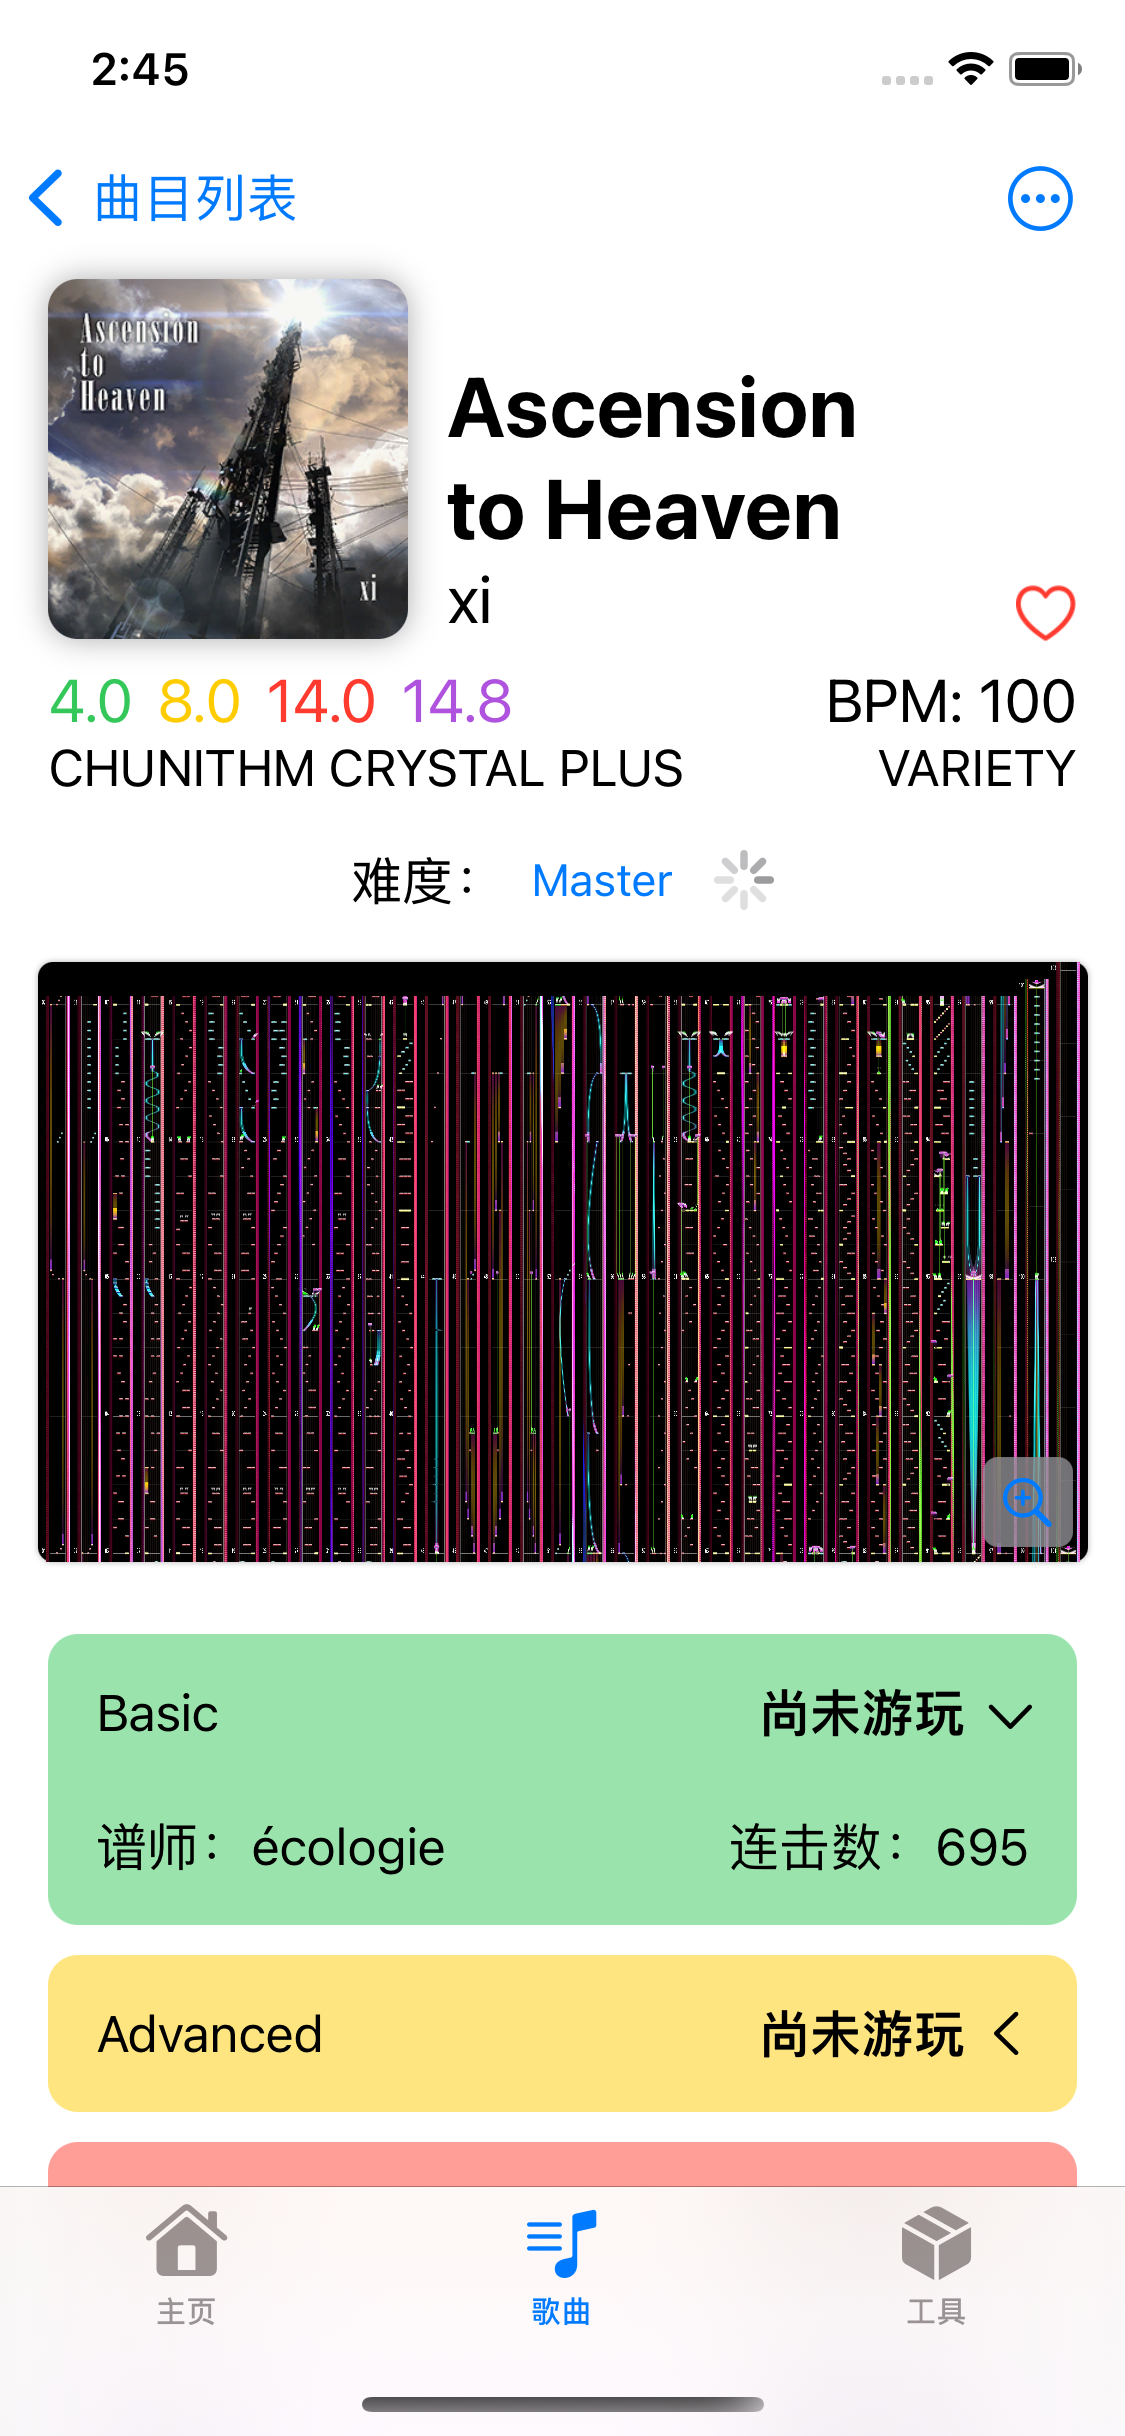 2:45
曲目列表
Ascension
to
Heaven
xi
Ascension
to Heaven
xi
4.0 8.0 14.0 14.8
BPM: 100
CHUNITHM CRYSTAL PLUS
VARIETY
难度： Master
Basic
尚未游玩
谱师： écologie
连击数： 695
Advanced
尚未游玩
主页
歌曲
工具